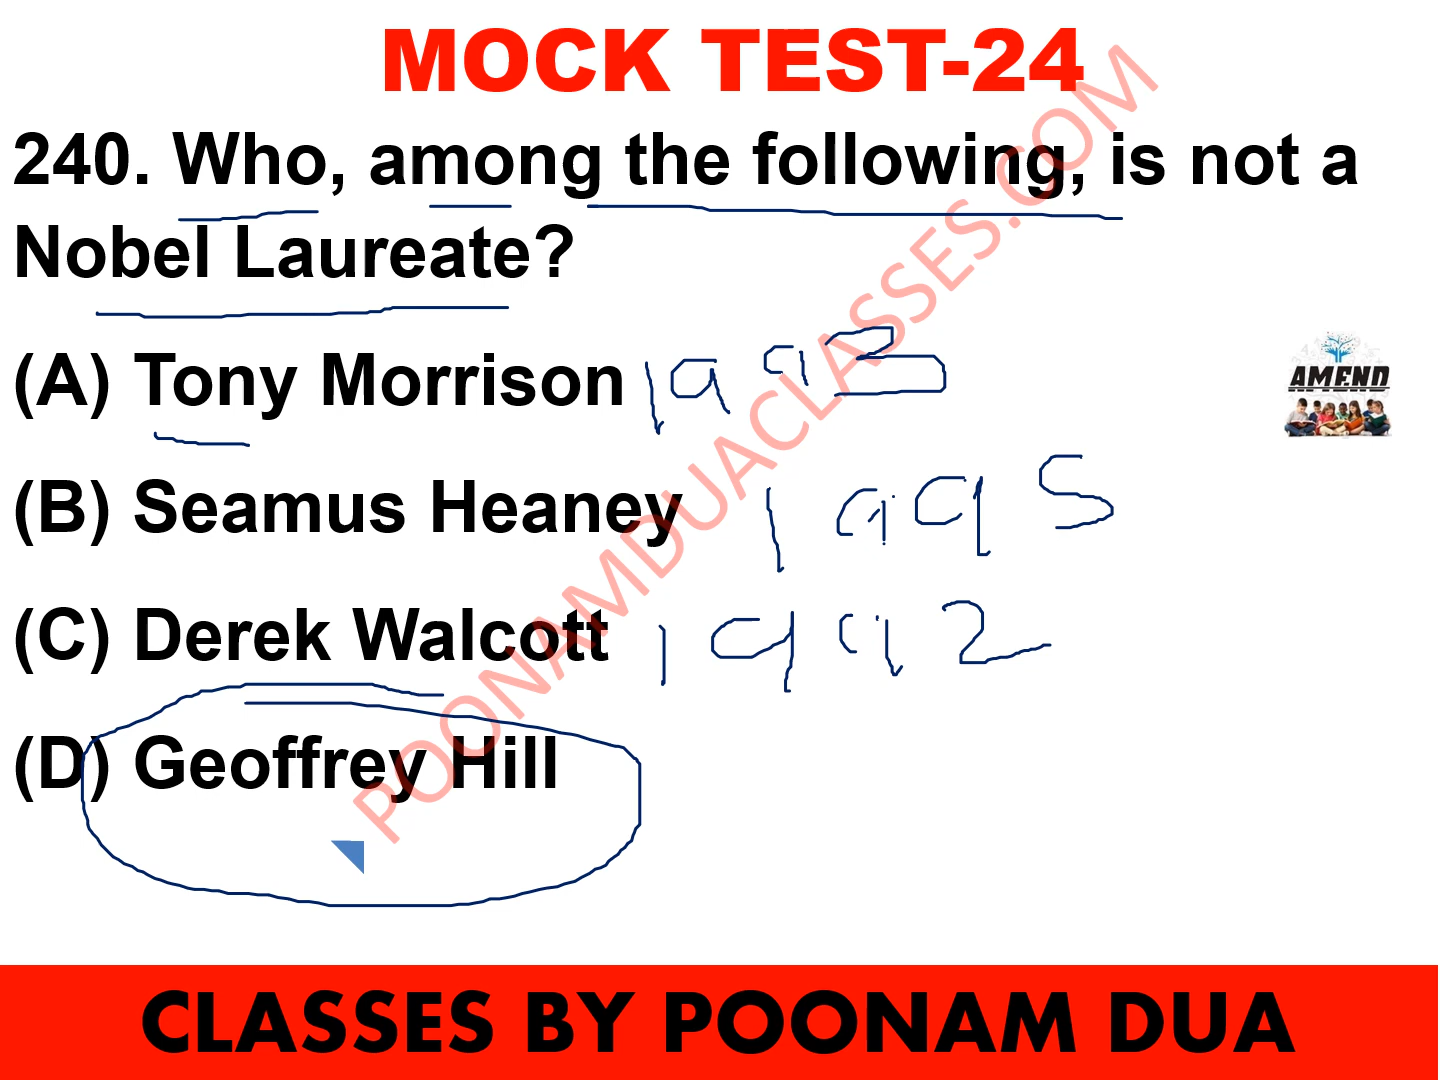 MOCK TEST-24
240. Who, among the following, is not a
Nobel Laureate?
(A) Tony Morrison 1993
AMEND
(B) Seamus Heaney 1995
(C) Derek Walcott 1992
(D) Geoffrey Hill
POONAMDUACLASSES.COM
CLASSES BY POONAM DUA